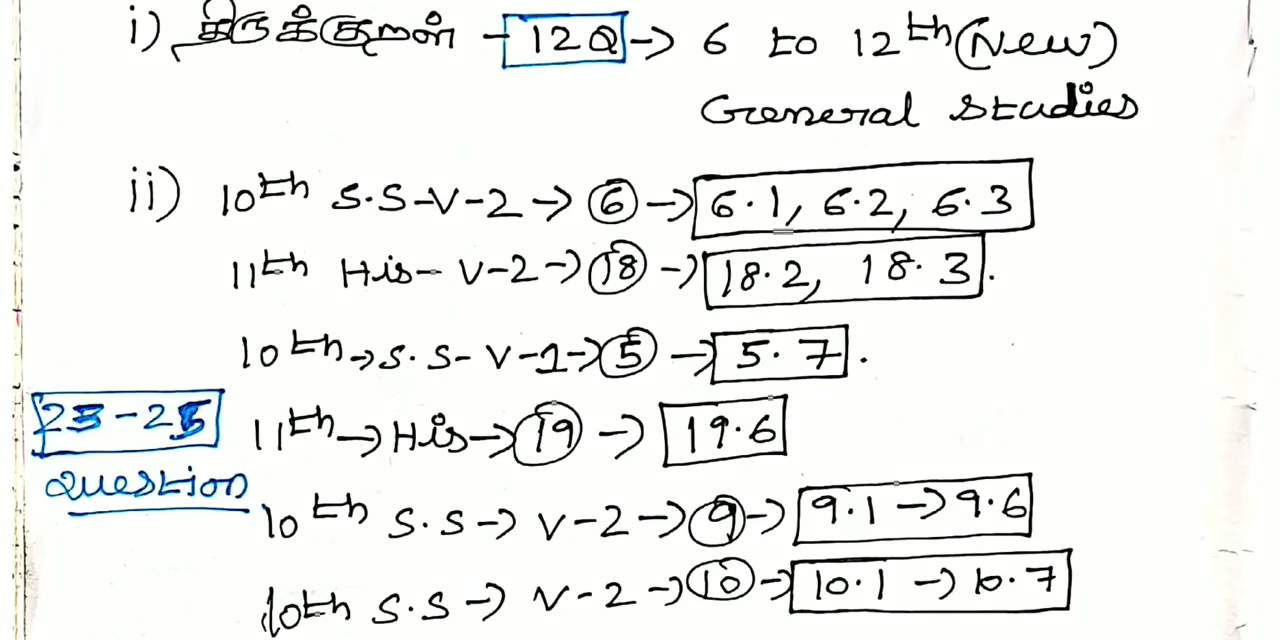 i) திருக்குறள் - 12Q -> 6 to 12th (New)
General Studies
ii) 10th S.S-V-2 -> 6 -> 6.1, 6.2, 6.3
11th His- V-2 -> 18 -> 18.2, 18.3.
10th -> S.S- V-1 -> 5 -> 5.7.
23-25
11th -> His -> 19 -> 19.6
Question
10th S.S -> V-2 -> 9 -> 9.1 -> 9.6
10th S.S -> V-2 -> 10 -> 10.1 -> 10.7